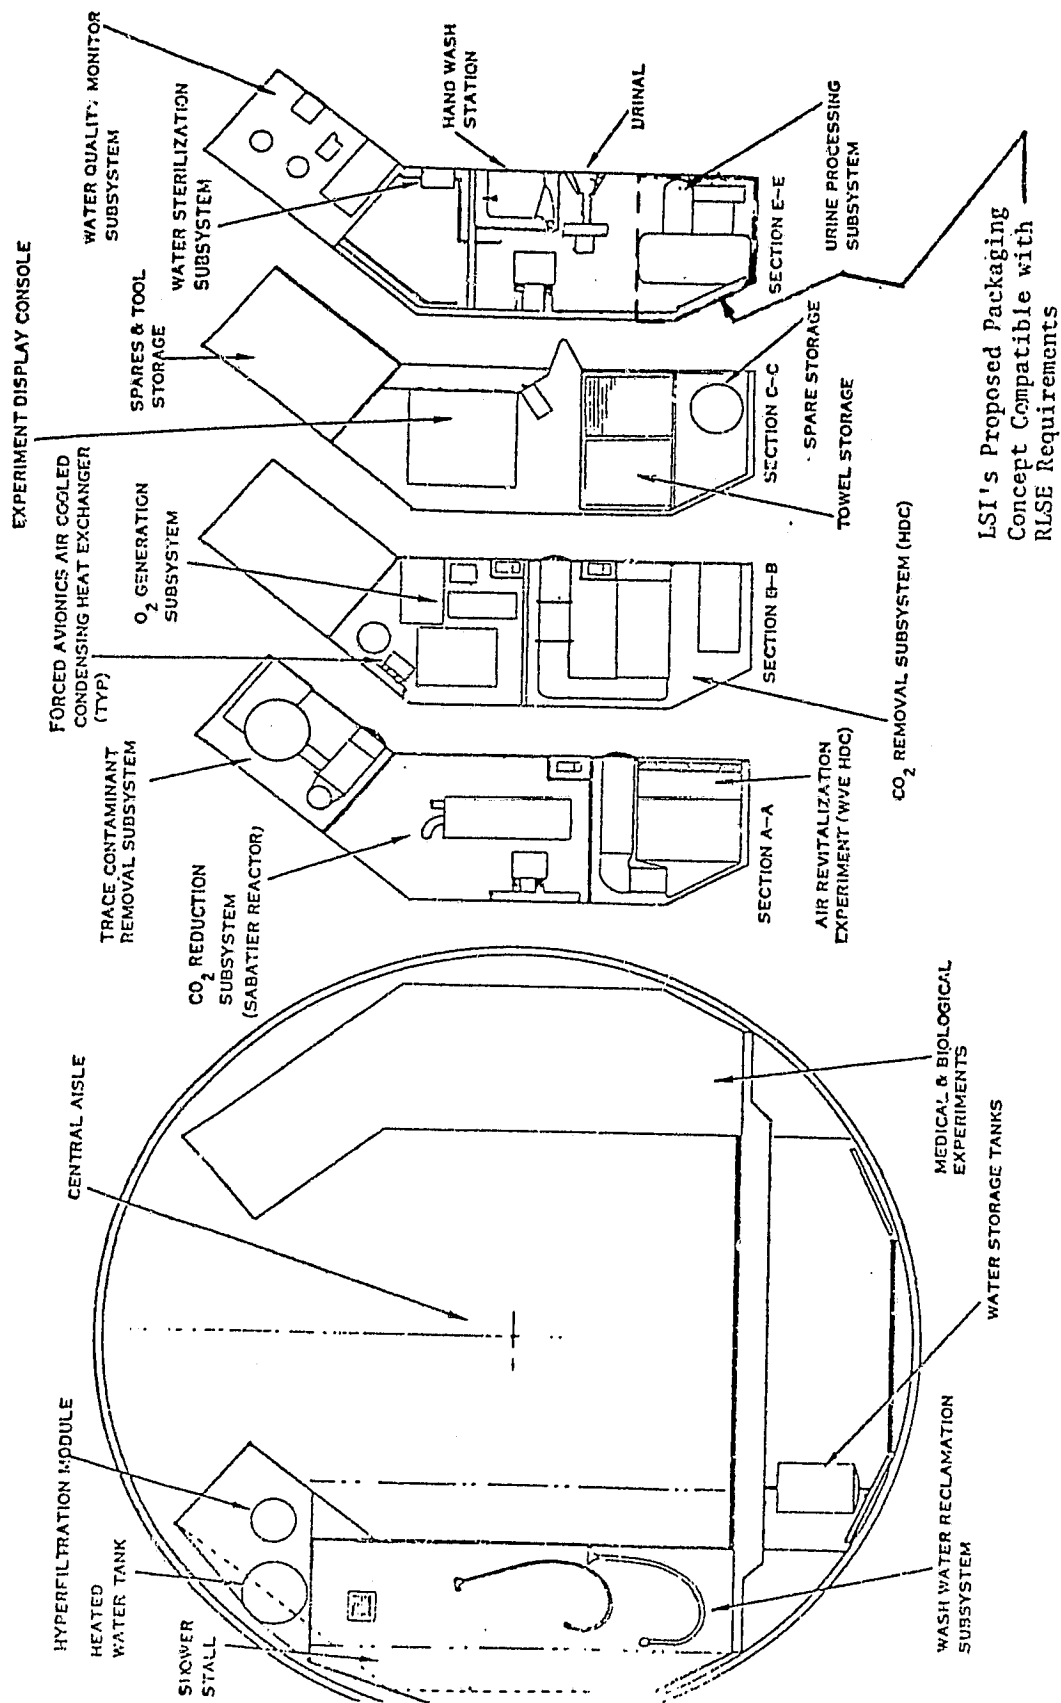 HYPERFILTRATION MODULE
HEATED
WATER TANK
SHOWER
STALL
CENTRAL AISLE
WASH WATER RECLAMATION
SUBSYSTEM
WATER STORAGE TANKS
MEDICAL & BIOLOGICAL
EXPERIMENTS
CO2 REDUCTION
SUBSYSTEM
(SABATIER REACTOR)
TRACE CONTAMINANT
REMOVAL SUBSYSTEM
FORCED AVIONICS AIR COOLED
CONDENSING HEAT EXCHANGER
(TYP)
O2 GENERATION
SUBSYSTEM
EXPERIMENT DISPLAY CONSOLE
SPARES & TOOL
STORAGE
WATER STERILIZATION
SUBSYSTEM
WATER QUALITY MONITOR
SUBSYSTEM
HAND WASH
STATION
URINAL
SECTION A-A
SECTION B-B
SECTION C-C
SECTION E-E
AIR REVITALIZATION
EXPERIMENT (WVE HDC)
CO2 REMOVAL SUBSYSTEM (HDC)
TOWEL STORAGE
SPARE STORAGE
URINE PROCESSING
SUBSYSTEM
LSI's Proposed Packaging
Concept Compatible with
RLSE Requirements